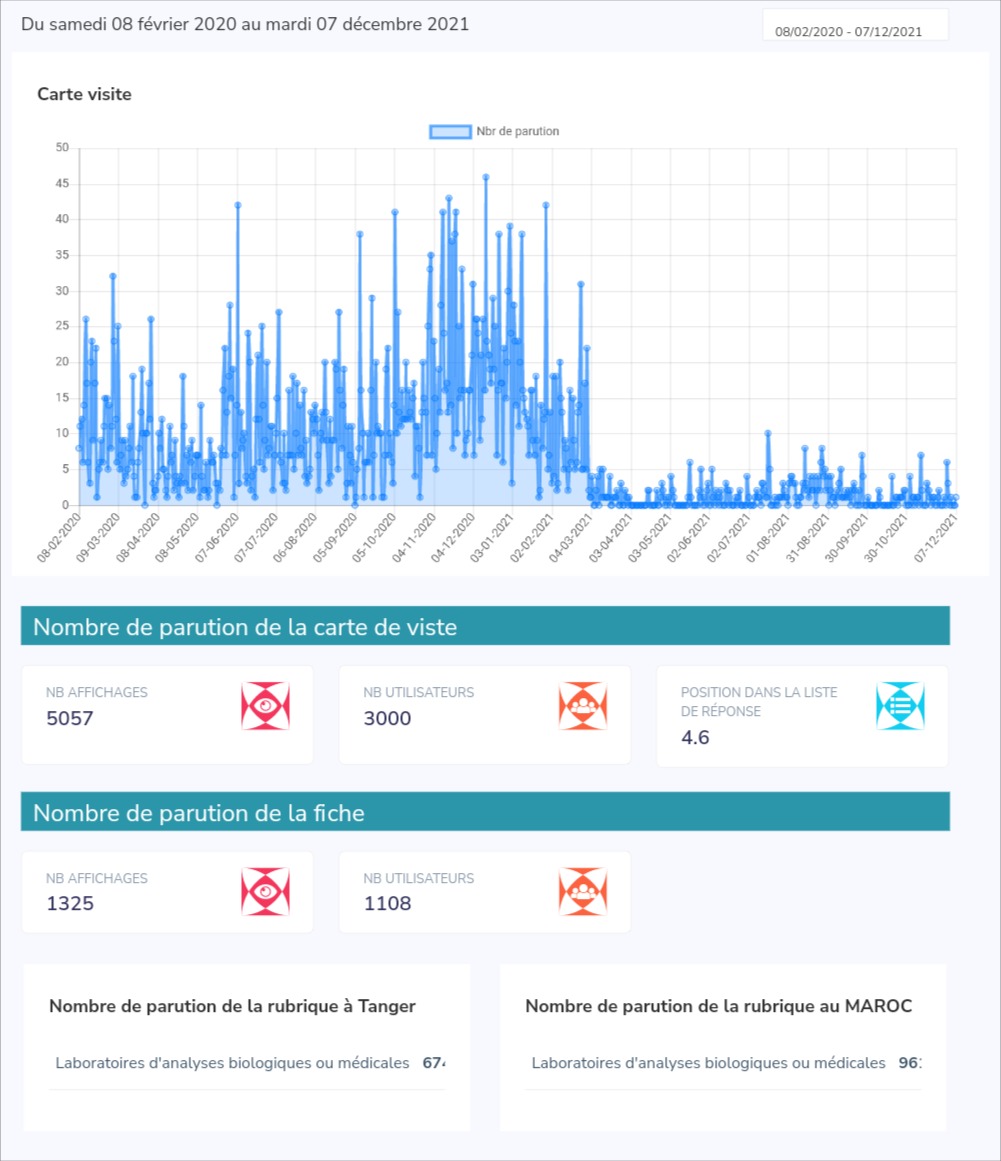 Du samedi 08 février 2020 au mardi 07 décembre 2021
08/02/2020 - 07/12/2021
Carte visite
Nbr de parution
50
45
40
35
30
25
20
15
10
5
0
08-02-2020
09-03-2020
08-04-2020
08-05-2020
07-06-2020
07-07-2020
06-08-2020
05-09-2020
05-10-2020
04-11-2020
04-12-2020
03-01-2021
02-02-2021
04-03-2021
03-04-2021
03-05-2021
02-06-2021
02-07-2021
01-08-2021
31-08-2021
30-09-2021
30-10-2021
07-12-2021
Nombre de parution de la carte de viste
NB AFFICHAGES
5057
NB UTILISATEURS
3000
POSITION DANS LA LISTE
DE RÉPONSE
4.6
Nombre de parution de la fiche
NB AFFICHAGES
1325
NB UTILISATEURS
1108
Nombre de parution de la rubrique à Tanger
Laboratoires d'analyses biologiques ou médicales
Nombre de parution de la rubrique au MAROC
Laboratoires d'analyses biologiques ou médicales